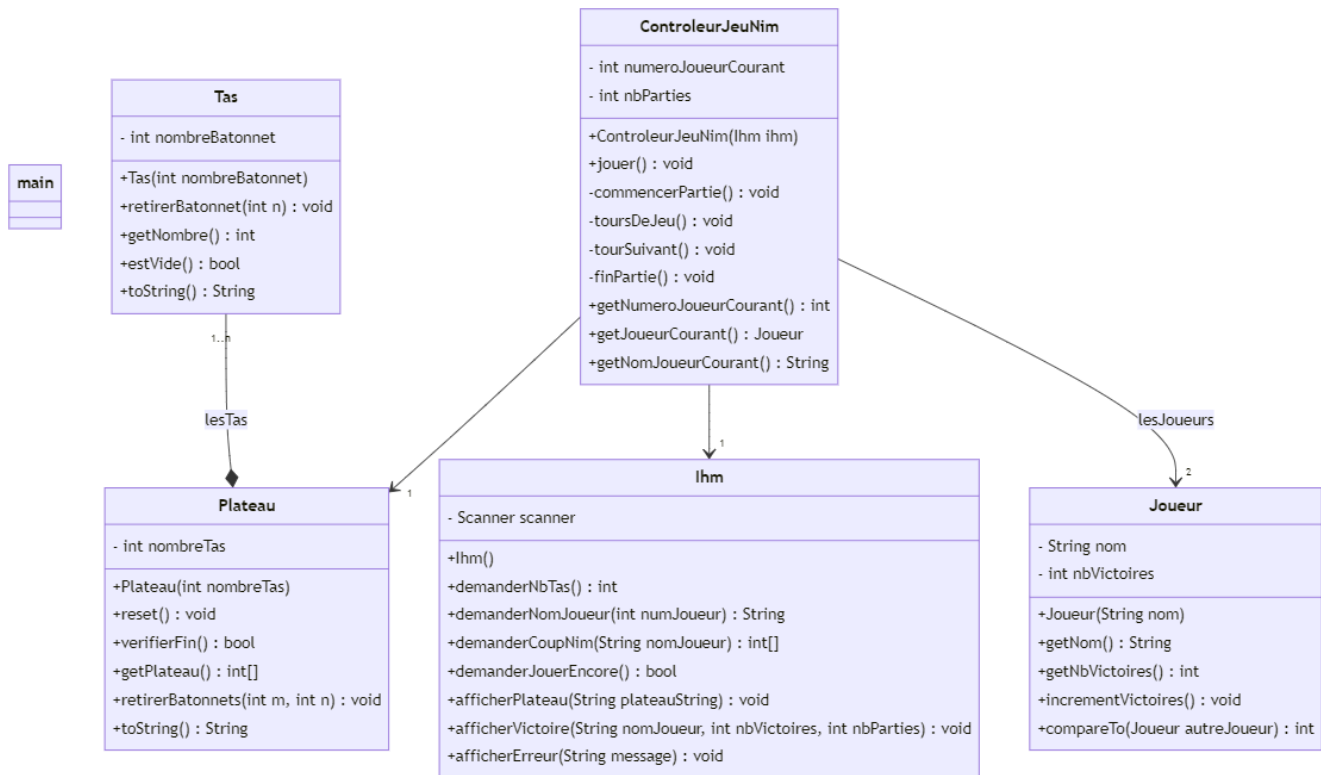 main
Tas
- int nombreBatonnet
+Tas(int nombreBatonnet)
+retirerBatonnet(int n) : void
+getNombre() : int
+estVide() : bool
+toString() : String
ControleurJeuNim
- int numeroJoueurCourant
- int nbParties
+ControleurJeuNim(Ihm ihm)
+jouer() : void
-commencerPartie() : void
-toursDeJeu() : void
-tourSuivant() : void
-finPartie() : void
+getNumeroJoueurCourant() : int
+getJoueurCourant() : Joueur
+getNomJoueurCourant() : String
1..n
lesTas
lesJoueurs
1
1
2
Plateau
- int nombreTas
+Plateau(int nombreTas)
+reset() : void
+verifierFin() : bool
+getPlateau() : int[]
+retirerBatonnets(int m, int n) : void
+toString() : String
Ihm
- Scanner scanner
+Ihm()
+demanderNbTas() : int
+demanderNomJoueur(int numJoueur) : String
+demanderCoupNim(String nomJoueur) : int[]
+demanderJouerEncore() : bool
+afficherPlateau(String plateauString) : void
+afficherVictoire(String nomJoueur, int nbVictoires, int nbParties) : void
+afficherErreur(String message) : void
Joueur
- String nom
- int nbVictoires
+Joueur(String nom)
+getNom() : String
+getNbVictoires() : int
+incrementVictoires() : void
+compareTo(Joueur autreJoueur) : int